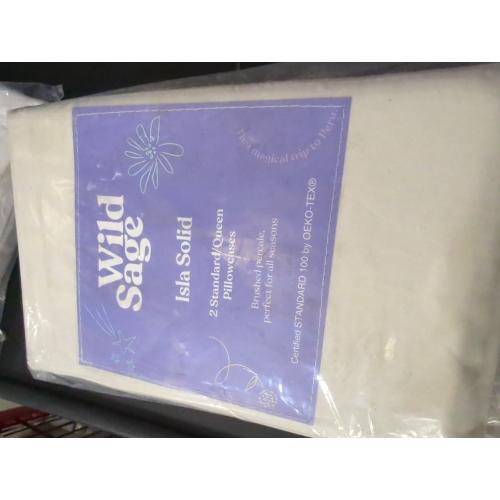 Wild
Sage
that magical trip to Peru
Isla Solid
2 Standard/Queen
Pillowcases
Brushed percale,
perfect for all seasons
Certified STANDARD 100 by OEKO-TEX®